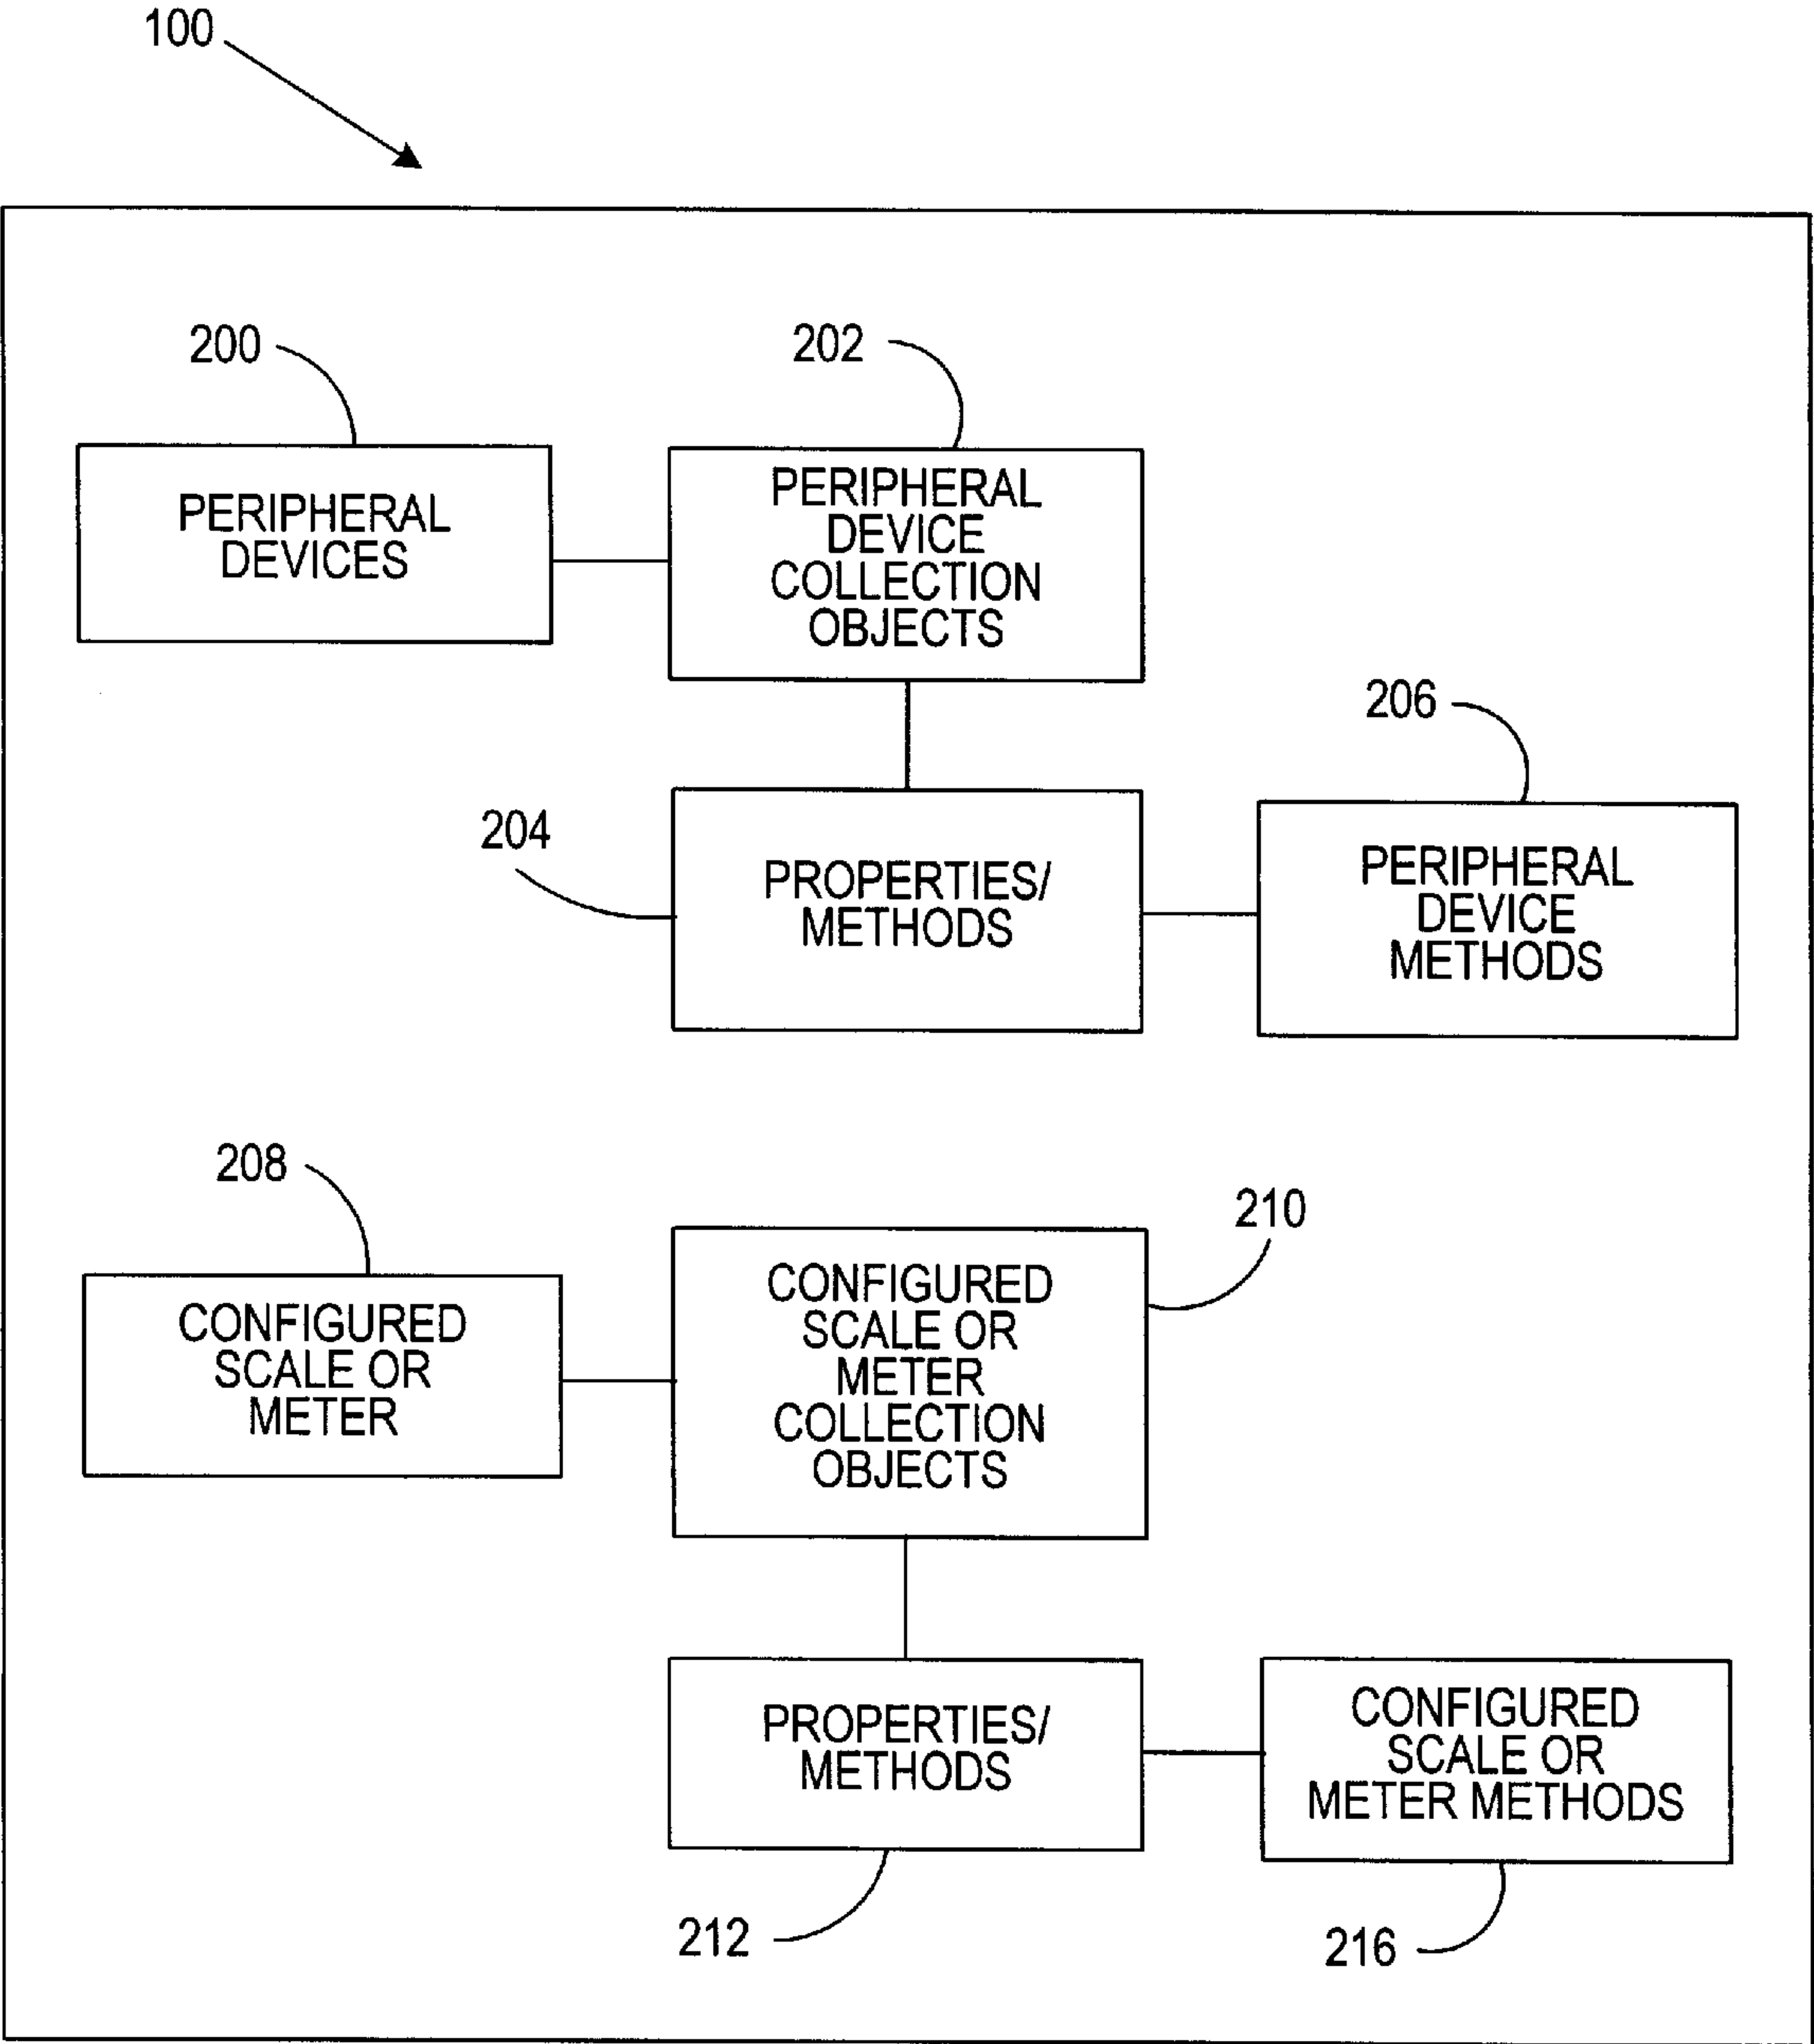 100
200
202
PERIPHERAL
DEVICES
PERIPHERAL
DEVICE
COLLECTION
OBJECTS
206
204
PROPERTIES/
METHODS
PERIPHERAL
DEVICE
METHODS
208
210
CONFIGURED
SCALE OR
METER
CONFIGURED
SCALE OR
METER
COLLECTION
OBJECTS
PROPERTIES/
METHODS
CONFIGURED
SCALE OR
METER METHODS
212
216